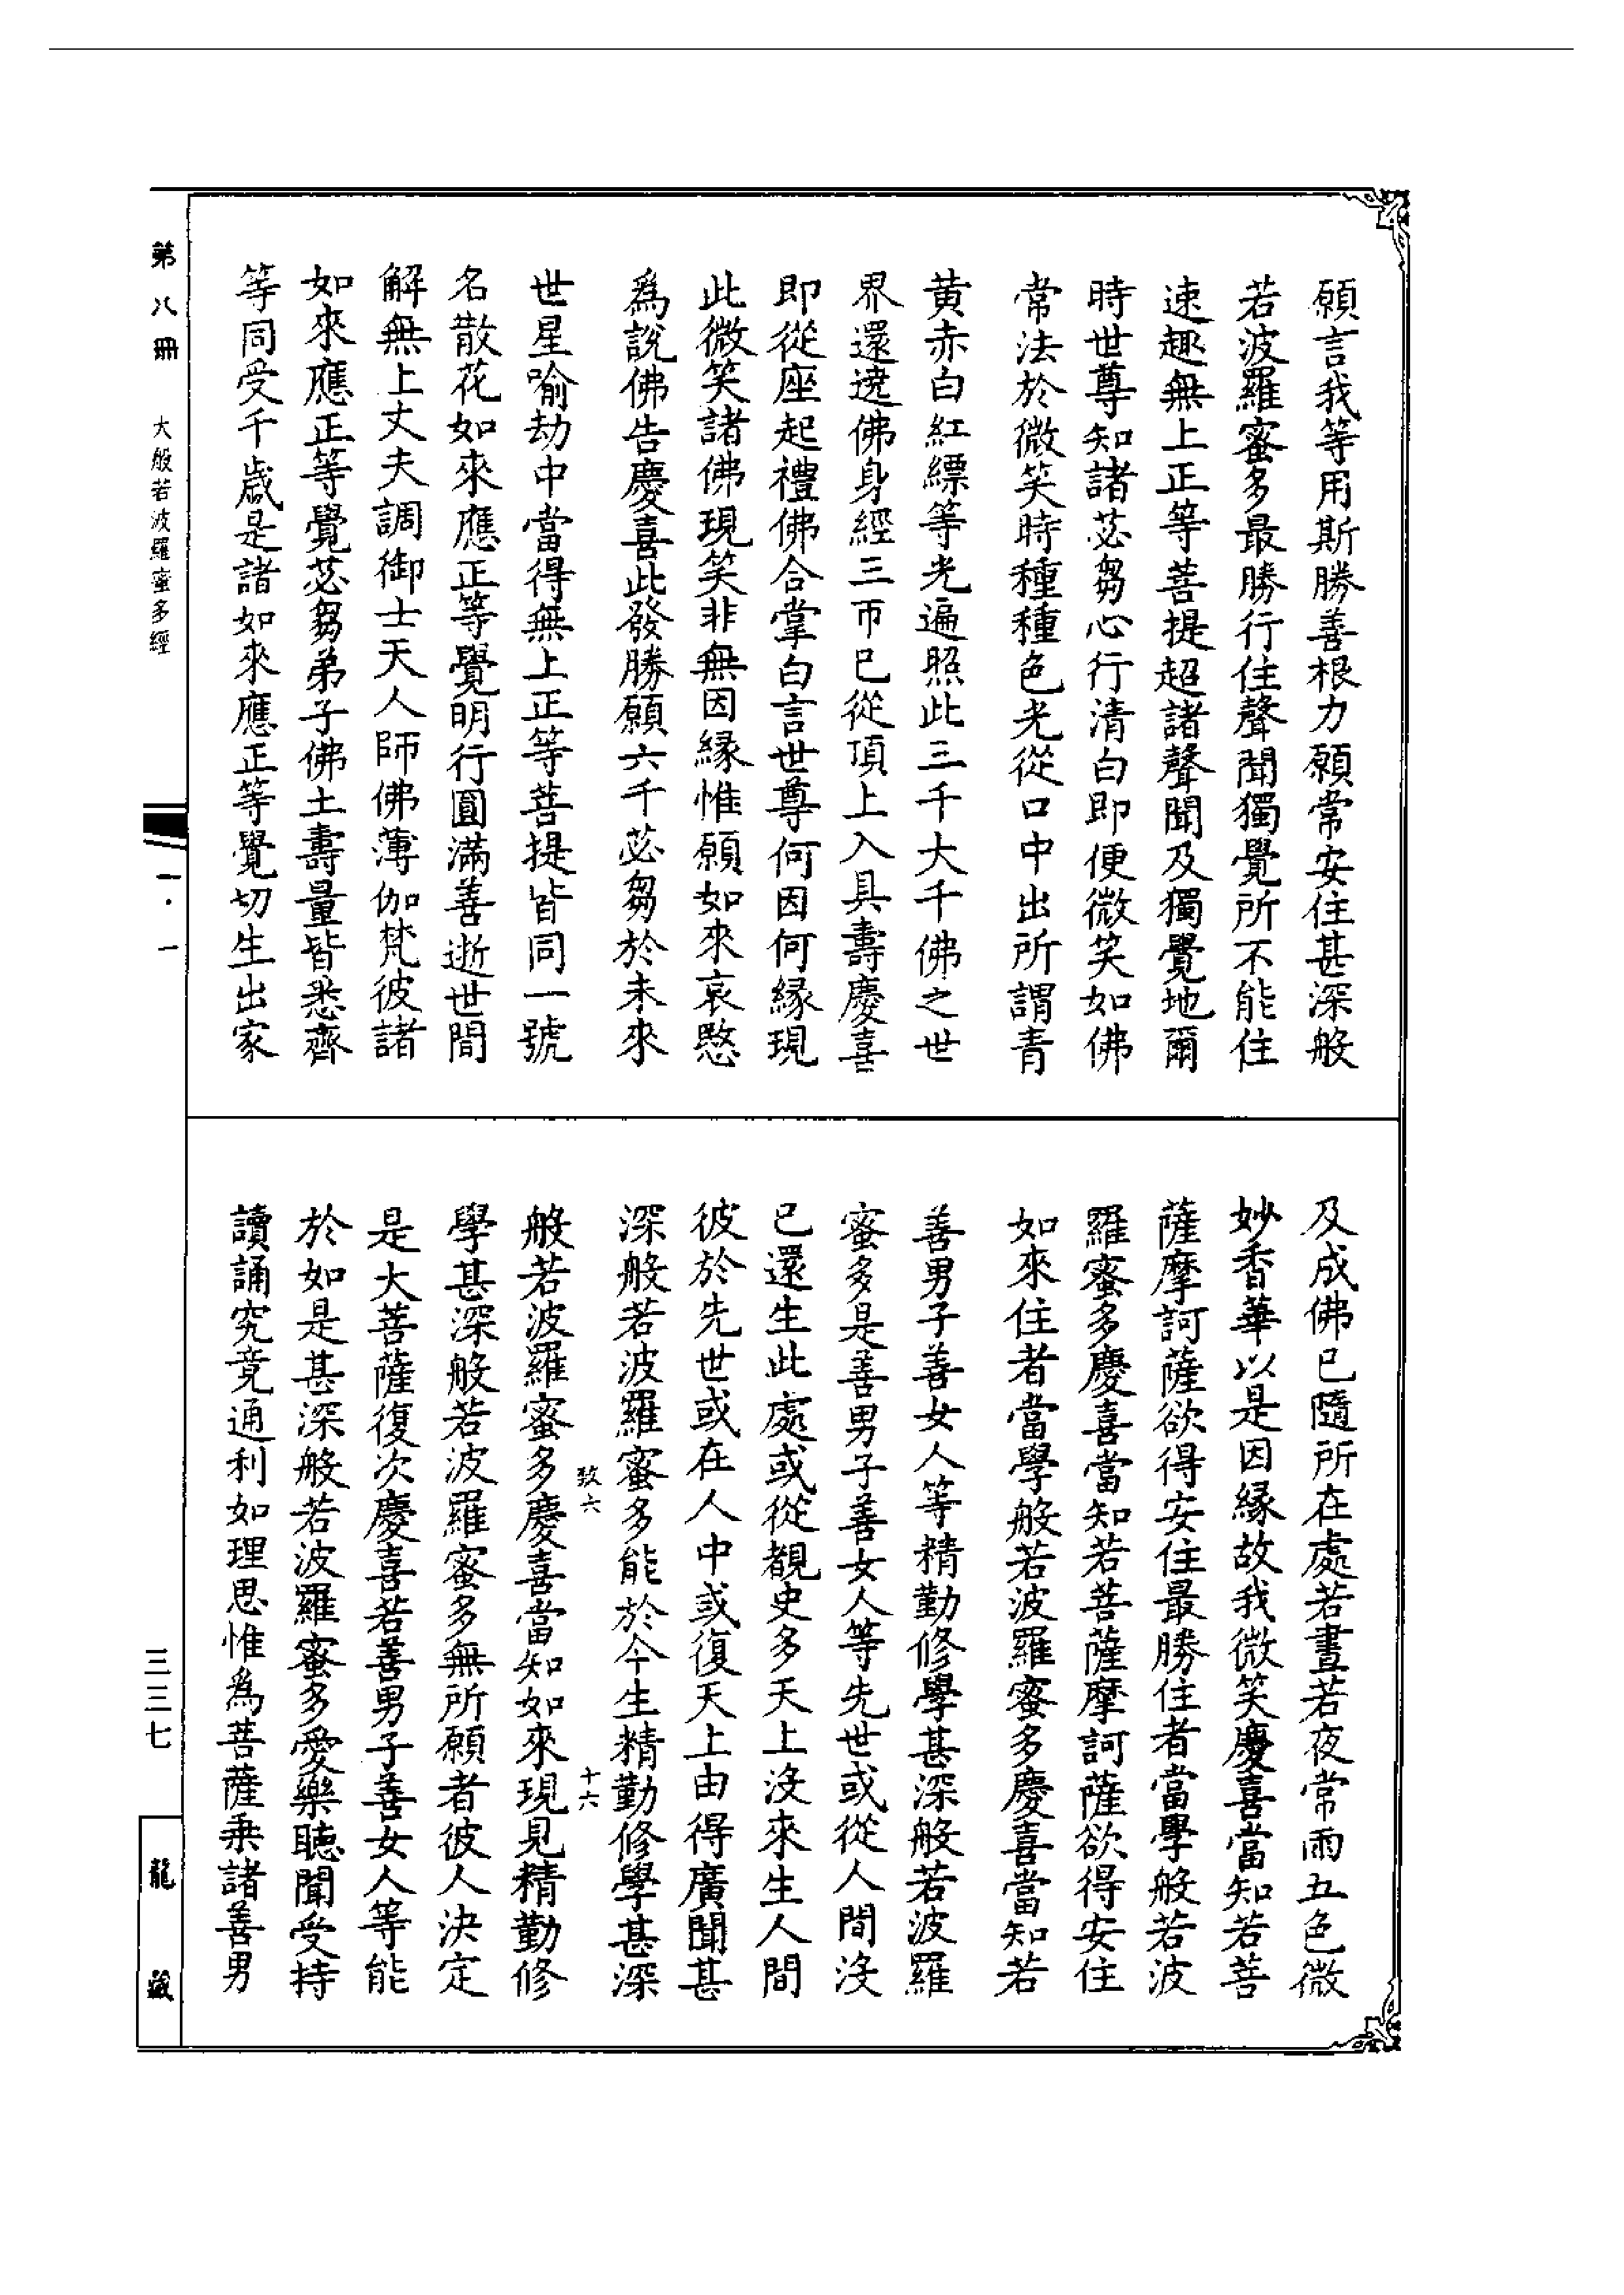 願言我等用斯勝善根力願常安住甚深般
若波羅蜜多最勝行住聲聞獨覺所不能住
速趣無上正等菩提超諸聲聞及獨覺地爾
時世尊知諸苾芻心行清白即便微笑如佛
常法於微笑時種種色光從口中出所謂青
黄赤白紅縹等光遍照此三千大千佛之世
界還遶佛身經三帀已從頂上入具壽慶喜
即從座起禮佛合掌白言世尊何因何緣現
此微笑諸佛現笑非無因緣惟願如來哀愍
為說佛告慶喜此發勝願六千苾芻於未來
世星喻劫中當得無上正等菩提皆同一號
名散花如來應正等覺明行圓滿善逝世間
解無上丈夫調御士天人師佛薄伽梵彼諸
如來應正等覺苾芻弟子佛土壽量皆悉齊
等同受千歲是諸如來應正等覺初生出家
及成佛已隨所在處若晝若夜常雨五色微
妙香華以是因緣故我微笑慶喜當知若菩
薩摩訶薩欲得安住最勝住者當學般若波
羅蜜多慶喜當知若菩薩摩訶薩欲得安住
如來住者當學般若波羅蜜多慶喜當知若
善男子善女人等精勤修學甚深般若波羅
蜜多是善男子善女人等先世或從人間沒
已還生此處或從覩史多天上沒來生人間
彼於先世或在人中或復天上由得廣聞甚
深般若波羅蜜多能於今生精勤修學甚深
致六 十六
般若波羅蜜多慶喜當知如來現見精勤修
學甚深般若波羅蜜多無所願者彼人決定
是大菩薩復次慶喜若善男子善女人等能
於如是甚深般若波羅蜜多愛樂聽聞受持
讀誦究竟通利如理思惟為菩薩乘諸善男
第八冊 大般若波羅蜜多經 一·一 三三七 龍藏